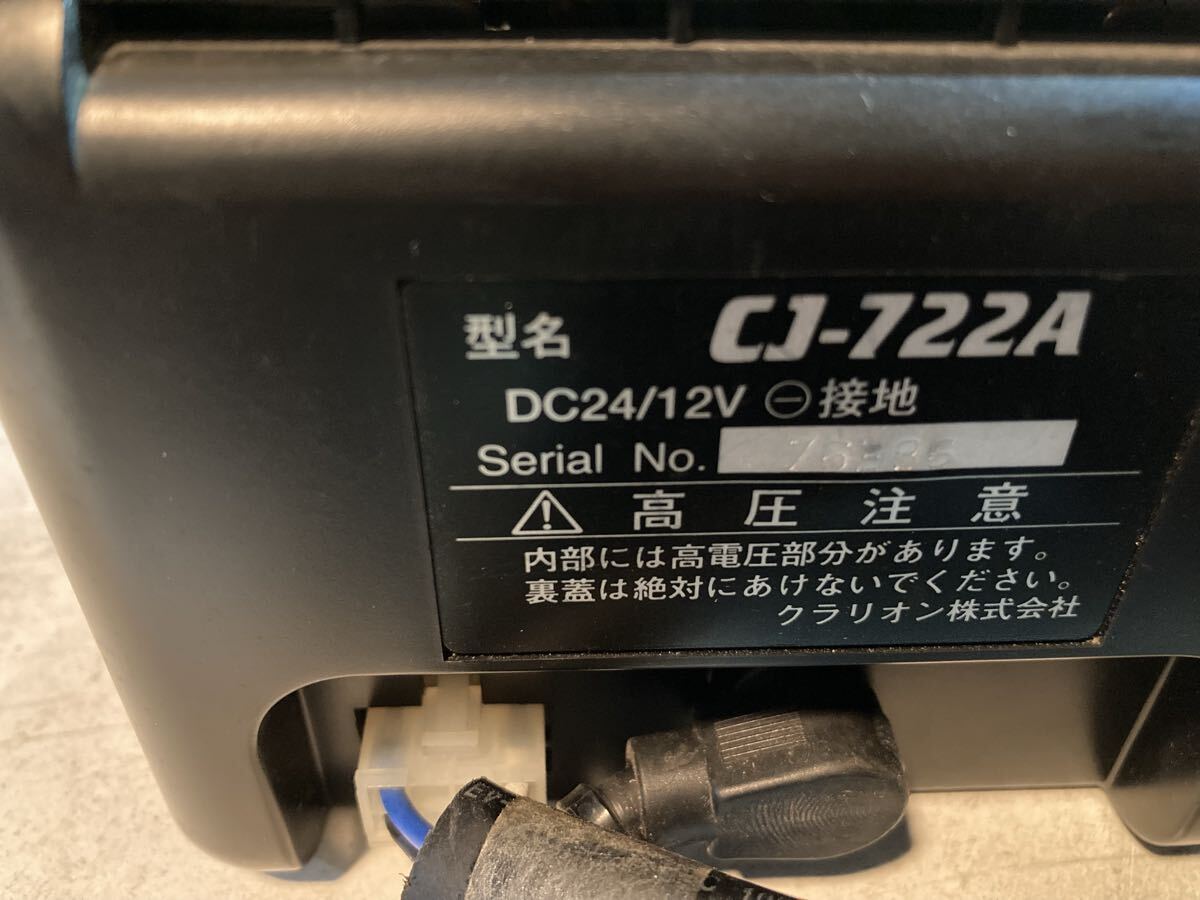 型名 CJ-722A
DC24/12V ⊖接地
Serial No.
⚠ 高圧注意
内部には高電圧部分があります。
裏蓋は絶対にあけないでください。
クラリオン株式会社